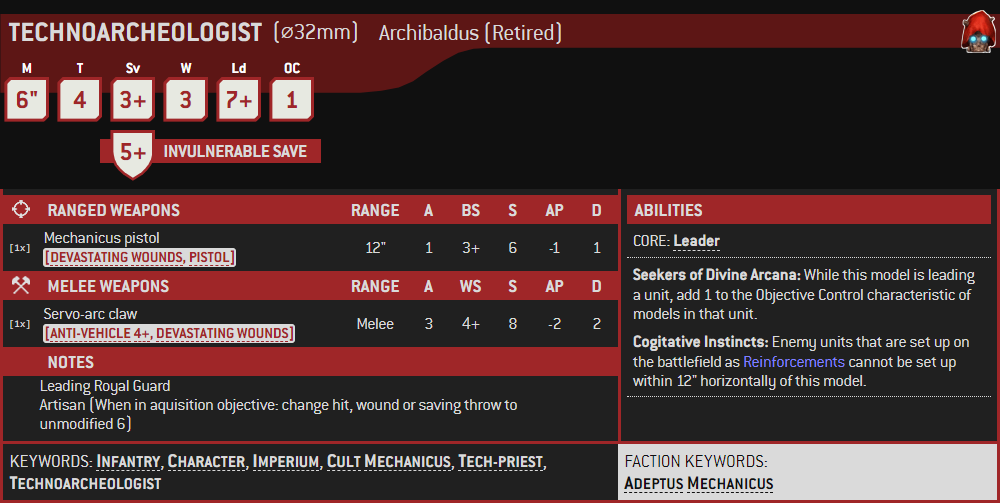 TECHNOARCHEOLOGIST (⌀32mm) Archibaldus (Retired)
M T Sv W Ld OC
6" 4 3+ 3 7+ 1
5+ INVULNERABLE SAVE
RANGED WEAPONS RANGE A BS S AP D
[1x] Mechanicus pistol 12" 1 3+ 6 -1 1
[DEVASTATING WOUNDS, PISTOL]
MELEE WEAPONS RANGE A WS S AP D
[1x] Servo-arc claw Melee 3 4+ 8 -2 2
[ANTI-VEHICLE 4+, DEVASTATING WOUNDS]
NOTES
Leading Royal Guard
Artisan (When in aquisition objective: change hit, wound or saving throw to
unmodified 6)
ABILITIES
CORE: Leader
Seekers of Divine Arcana: While this model is leading
a unit, add 1 to the Objective Control characteristic of
models in that unit.
Cogitative Instincts: Enemy units that are set up on
the battlefield as Reinforcements cannot be set up
within 12" horizontally of this model.
KEYWORDS: INFANTRY, CHARACTER, IMPERIUM, CULT MECHANICUS, TECH-PRIEST,
TECHNOARCHEOLOGIST
FACTION KEYWORDS:
ADEPTUS MECHANICUS